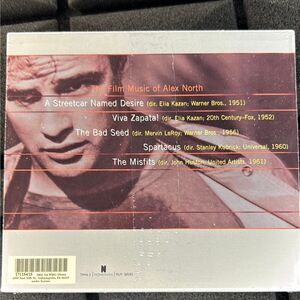 The Film Music of Alex North
A Streetcar Named Desire (dir. Elia Kazan; Warner Bros., 1951)
Viva Zapata! (dir. Elia Kazan; 20th Century-Fox, 1952)
The Bad Seed (dir. Mervin LeRoy; Warner Bros., 1956)
Spartacus (dir. Stanley Kubrick; Universal, 1960)
The Misfits (dir. John Huston; United Artists, 1961)
N